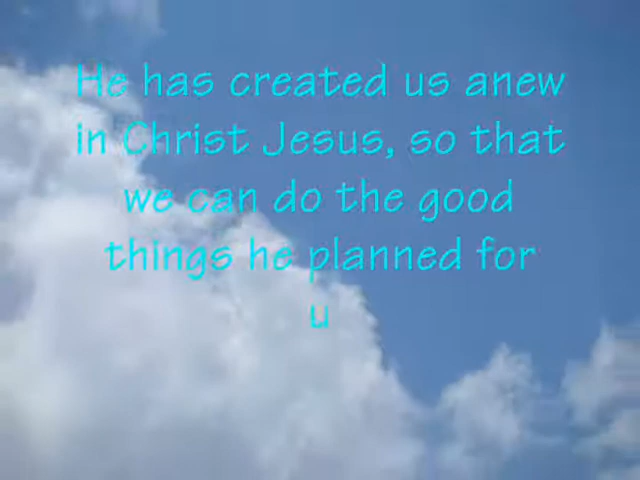 He has created us anew
in Christ Jesus, so that
we can do the good
things he planned for
u